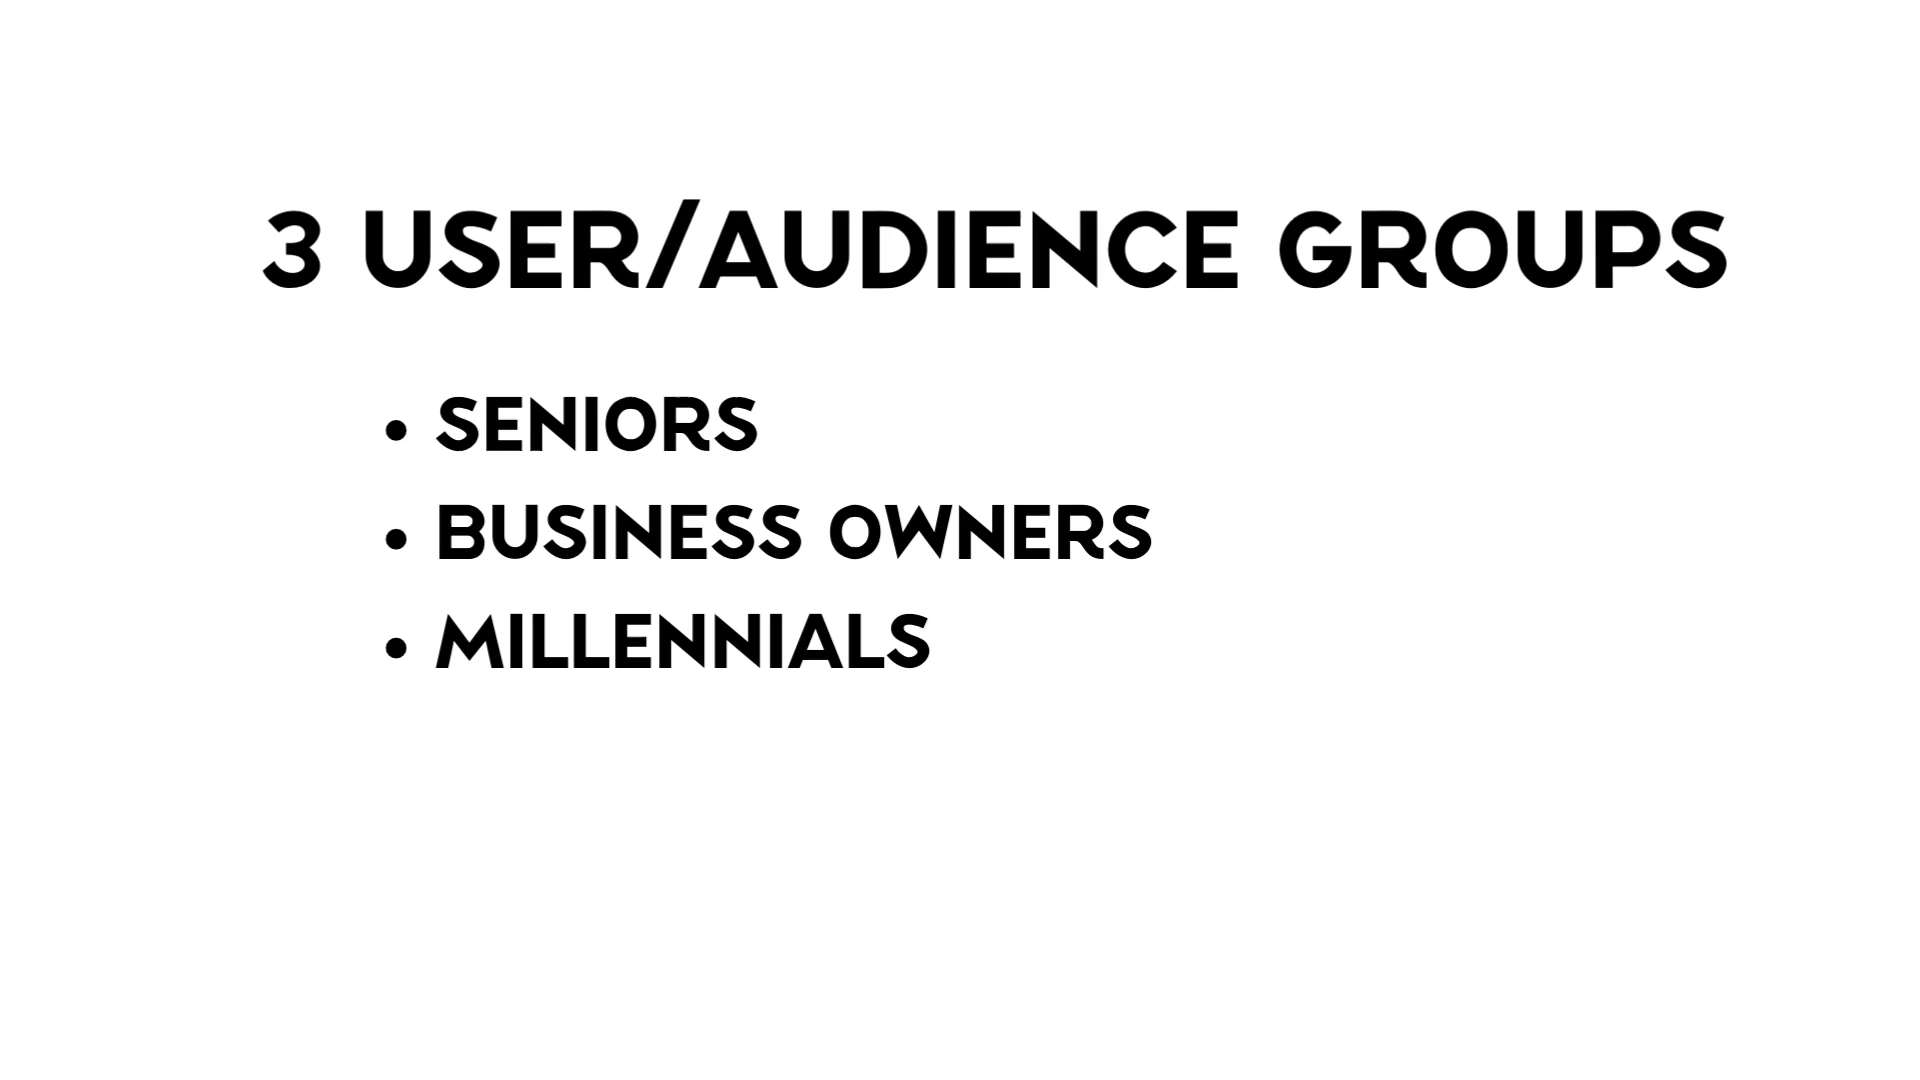 3 USER/AUDIENCE GROUPS
• SENIORS
• BUSINESS OWNERS
• MILLENNIALS